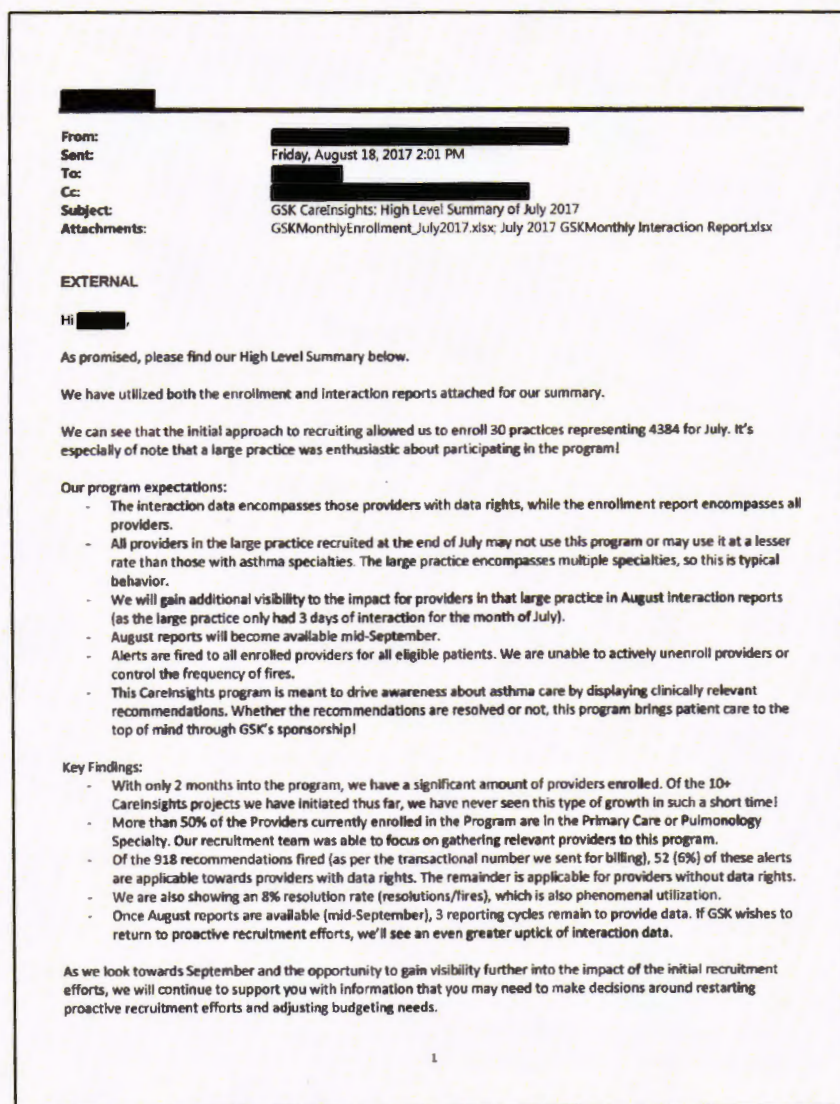 From:
Sent: Friday, August 18, 2017 2:01 PM
To:
Cc:
Subject: GSK CareInsights: High Level Summary of July 2017
Attachments: GSKMonthlyEnrollment_July2017.xlsx; July 2017 GSKMonthly Interaction Report.xlsx
EXTERNAL
Hi ,
As promised, please find our High Level Summary below.
We have utilized both the enrollment and interaction reports attached for our summary.
We can see that the initial approach to recruiting allowed us to enroll 30 practices representing 4384 for July. It's
especially of note that a large practice was enthusiastic about participating in the program!
Our program expectations:
- The interaction data encompasses those providers with data rights, while the enrollment report encompasses all
providers.
- All providers in the large practice recruited at the end of July may not use this program or may use it at a lesser
rate than those with asthma specialties. The large practice encompasses multiple specialties, so this is typical
behavior.
- We will gain additional visibility to the impact for providers in that large practice in August interaction reports
(as the large practice only had 3 days of interaction for the month of July).
- August reports will become available mid-September.
- Alerts are fired to all enrolled providers for all eligible patients. We are unable to actively unenroll providers or
control the frequency of fires.
- This CareInsights program is meant to drive awareness about asthma care by displaying clinically relevant
recommendations. Whether the recommendations are resolved or not, this program brings patient care to the
top of mind through GSK's sponsorship!
Key Findings:
- With only 2 months into the program, we have a significant amount of providers enrolled. Of the 10+
CareInsights projects we have initiated thus far, we have never seen this type of growth in such a short time!
- More than 50% of the Providers currently enrolled in the Program are in the Primary Care or Pulmonology
Specialty. Our recruitment team was able to focus on gathering relevant providers to this program.
- Of the 918 recommendations fired (as per the transactional number we sent for billing), 52 (6%) of these alerts
are applicable towards providers with data rights. The remainder is applicable for providers without data rights.
- We are also showing an 8% resolution rate (resolutions/fires), which is also phenomenal utilization.
- Once August reports are available (mid-September), 3 reporting cycles remain to provide data. If GSK wishes to
return to proactive recruitment efforts, we'll see an even greater uptick of interaction data.
As we look towards September and the opportunity to gain visibility further into the impact of the initial recruitment
efforts, we will continue to support you with information that you may need to make decisions around restarting
proactive recruitment efforts and adjusting budgeting needs.
1